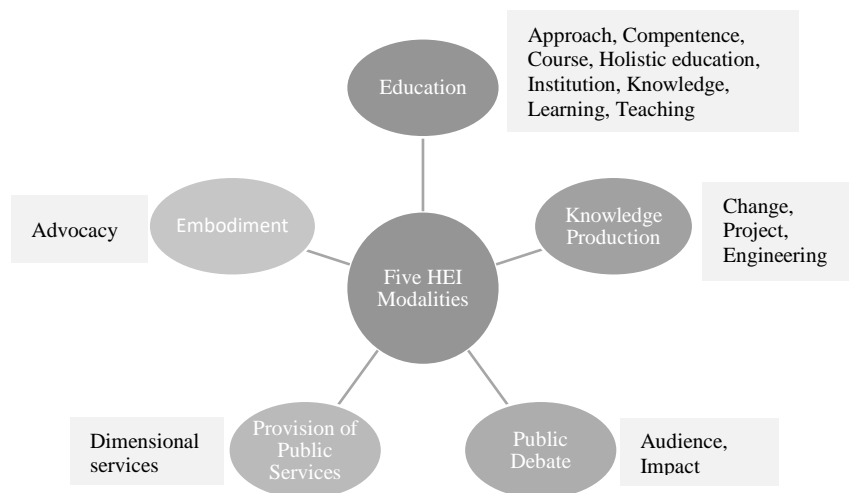 Education
Approach, Compentence,
Course, Holistic education,
Institution, Knowledge,
Learning, Teaching
Advocacy
Embodiment
Knowledge
Production
Change,
Project,
Engineering
Five HEI
Modalities
Dimensional
services
Provision of
Public
Services
Public
Debate
Audience,
Impact